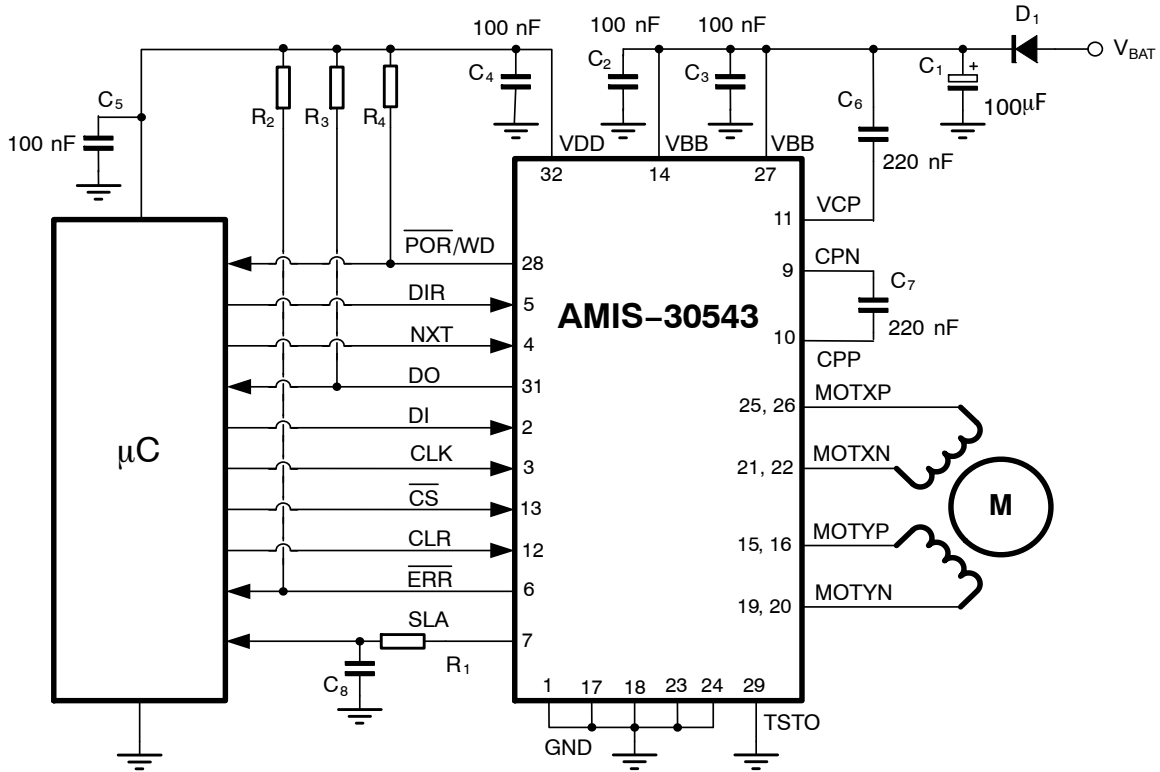 100 nF
100 nF
100 nF
D₁
V_BAT
C₄
C₂
C₃
C₁
+
100μF
C₅
100 nF
R₂
R₃
R₄
C₆
220 nF
VDD
VBB
VBB
32
14
27
11
VCP
POR/WD
28
9
CPN
C₇
220 nF
DIR
5
AMIS–30543
NXT
4
10
CPP
DO
31
25, 26
MOTXP
DI
2
μC
CLK
3
21, 22
MOTXN
CS
13
M
CLR
12
15, 16
MOTYP
ERR
6
19, 20
MOTYN
SLA
7
R₁
C₈
1
17
18
23
24
29
GND
TSTO